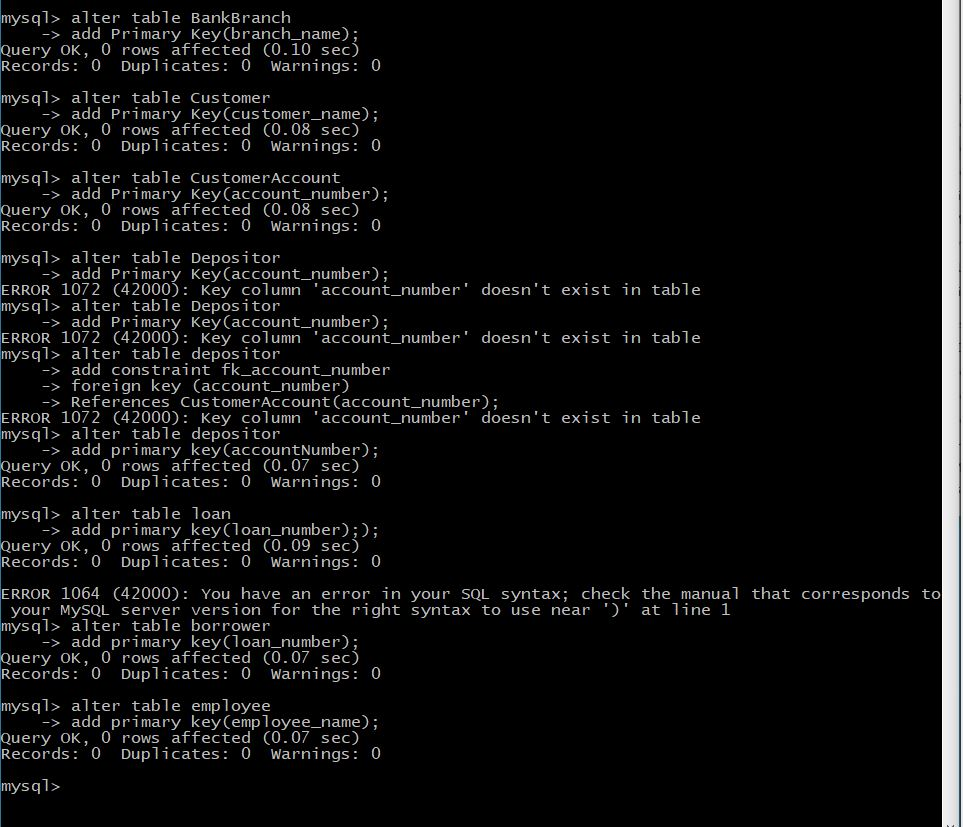 mysql> alter table BankBranch
    -> add Primary Key(branch_name);
Query OK, 0 rows affected (0.10 sec)
Records: 0  Duplicates: 0  Warnings: 0

mysql> alter table Customer
    -> add Primary Key(customer_name);
Query OK, 0 rows affected (0.08 sec)
Records: 0  Duplicates: 0  Warnings: 0

mysql> alter table CustomerAccount
    -> add Primary Key(account_number);
Query OK, 0 rows affected (0.08 sec)
Records: 0  Duplicates: 0  Warnings: 0

mysql> alter table Depositor
    -> add Primary Key(account_number);
ERROR 1072 (42000): Key column 'account_number' doesn't exist in table
mysql> alter table Depositor
    -> add Primary Key(account_number);
ERROR 1072 (42000): Key column 'account_number' doesn't exist in table
mysql> alter table depositor
    -> add constraint fk_account_number
    -> foreign key (account_number)
    -> References CustomerAccount(account_number);
ERROR 1072 (42000): Key column 'account_number' doesn't exist in table
mysql> alter table depositor
    -> add primary key(accountNumber);
Query OK, 0 rows affected (0.07 sec)
Records: 0  Duplicates: 0  Warnings: 0

mysql> alter table loan
    -> add primary key(loan_number););
Query OK, 0 rows affected (0.09 sec)
Records: 0  Duplicates: 0  Warnings: 0

ERROR 1064 (42000): You have an error in your SQL syntax; check the manual that corresponds to
 your MySQL server version for the right syntax to use near ')' at line 1
mysql> alter table borrower
    -> add primary key(loan_number);
Query OK, 0 rows affected (0.07 sec)
Records: 0  Duplicates: 0  Warnings: 0

mysql> alter table employee
    -> add primary key(employee_name);
Query OK, 0 rows affected (0.07 sec)
Records: 0  Duplicates: 0  Warnings: 0

mysql>